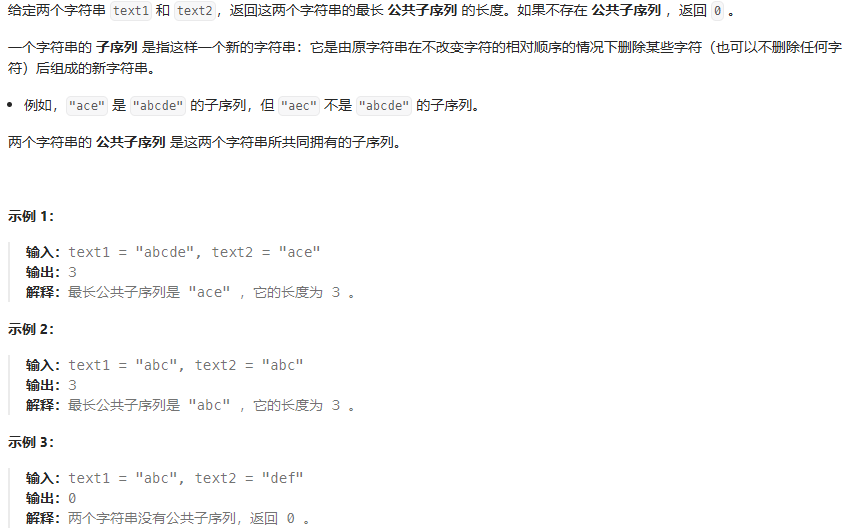 给定两个字符串 text1 和 text2，返回这两个字符串的最长 公共子序列 的长度。如果不存在 公共子序列 ，返回 0 。
一个字符串的 子序列 是指这样一个新的字符串：它是由原字符串在不改变字符的相对顺序的情况下删除某些字符（也可以不删除任何字
符）后组成的新字符串。
• 例如，"ace" 是 "abcde" 的子序列，但 "aec" 不是 "abcde" 的子序列。
两个字符串的 公共子序列 是这两个字符串所共同拥有的子序列。
示例 1：
输入：text1 = "abcde", text2 = "ace"
输出：3
解释：最长公共子序列是 "ace" ，它的长度为 3 。
示例 2：
输入：text1 = "abc", text2 = "abc"
输出：3
解释：最长公共子序列是 "abc" ，它的长度为 3 。
示例 3：
输入：text1 = "abc", text2 = "def"
输出：0
解释：两个字符串没有公共子序列，返回 0 。